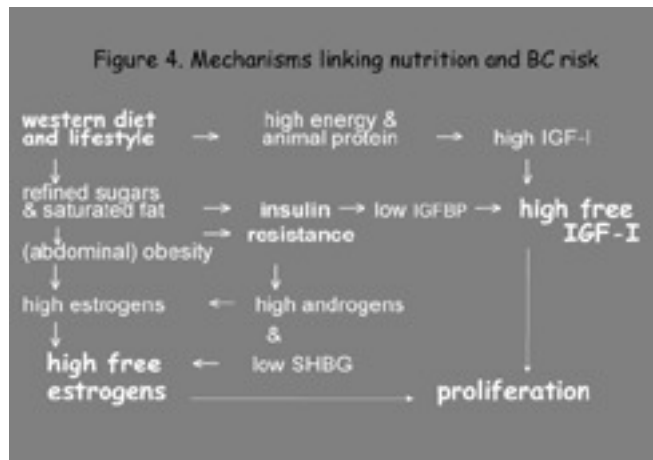 Figure 4. Mechanisms linking nutrition and BC risk
western diet
and lifestyle → high energy &
animal protein → high IGF-I
↓ ↓
refined sugars
& saturated fat → insulin
resistance → low IGFBP → high free
IGF-I
↓ →
(abdominal) obesity
↓ ↓ ↓
high estrogens ← high androgens
↓ &
high free
estrogens ← low SHBG
→ proliferation